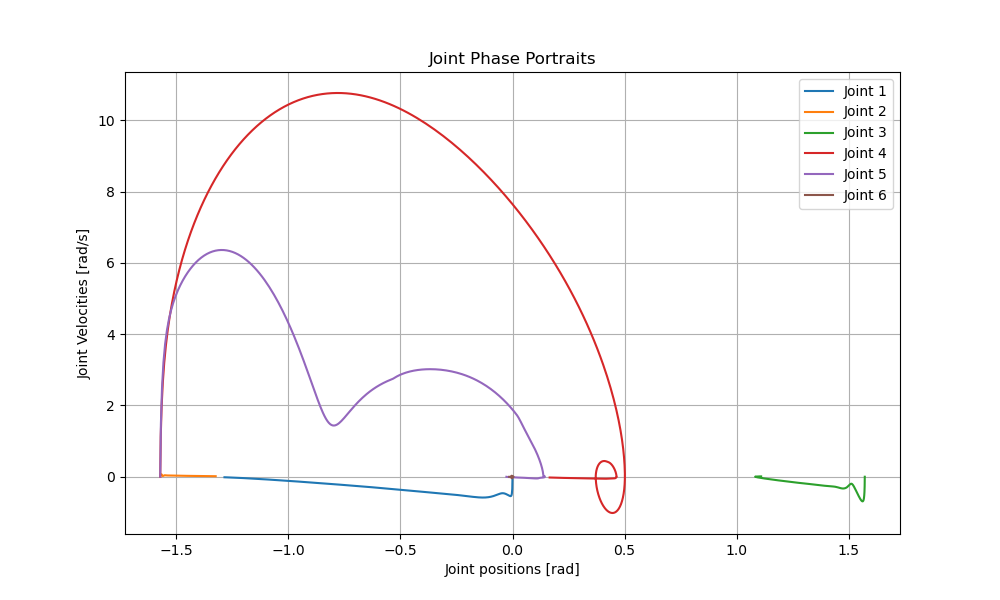 Joint Phase Portraits
Joint Velocities [rad/s]
10
8
6
4
2
0
−1.5
−1.0
−0.5
0.0
0.5
1.0
1.5
Joint positions [rad]
Joint 1
Joint 2
Joint 3
Joint 4
Joint 5
Joint 6